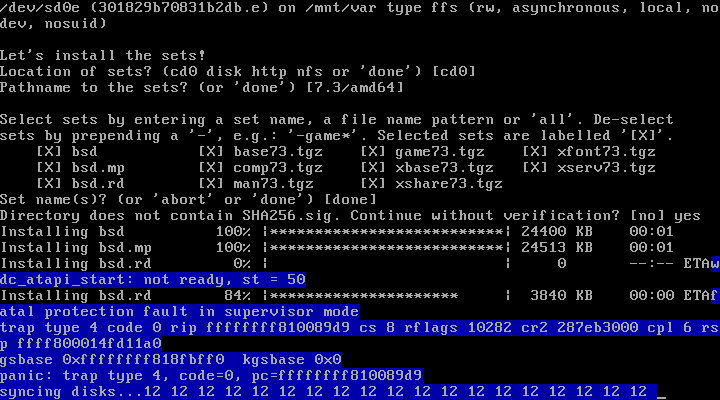 /dev/sd0e (301829b70831b2db.e) on /mnt/var type ffs (rw, asynchronous, local, no
dev, nosuid)
Let's install the sets!
Location of sets? (cd0 disk http nfs or 'done') [cd0]
Pathname to the sets? (or 'done') [7.3/amd64]
Select sets by entering a set name, a file name pattern or 'all'. De-select
sets by prepending a '-', e.g.: '-game*'. Selected sets are labelled '[X]'.
[X] bsd [X] base73.tgz [X] game73.tgz [X] xfont73.tgz
[X] bsd.mp [X] comp73.tgz [X] xbase73.tgz [X] xserv73.tgz
[X] bsd.rd [X] man73.tgz [X] xshare73.tgz
Set name(s)? (or 'abort' or 'done') [done]
Directory does not contain SHA256.sig. Continue without verification? [no] yes
Installing bsd 100% |**************************| 24400 KB 00:01
Installing bsd.mp 100% |**************************| 24513 KB 00:01
Installing bsd.rd 0% | | 0 --:-- ETAw
dc_atapi_start: not ready, st = 50
Installing bsd.rd 84% |********************* | 3840 KB 00:00 ETAf
atal protection fault in supervisor mode
trap type 4 code 0 rip ffffffff810089d9 cs 8 rflags 10282 cr2 287eb3000 cpl 6 rs
p ffff800014fd11a0
gsbase 0xffffffff818fbff0 kgsbase 0x0
panic: trap type 4, code=0, pc=ffffffff810089d9
syncing disks...12 12 12 12 12 12 12 12 12 12 12 12 12 12 12 12 12 12 12 _